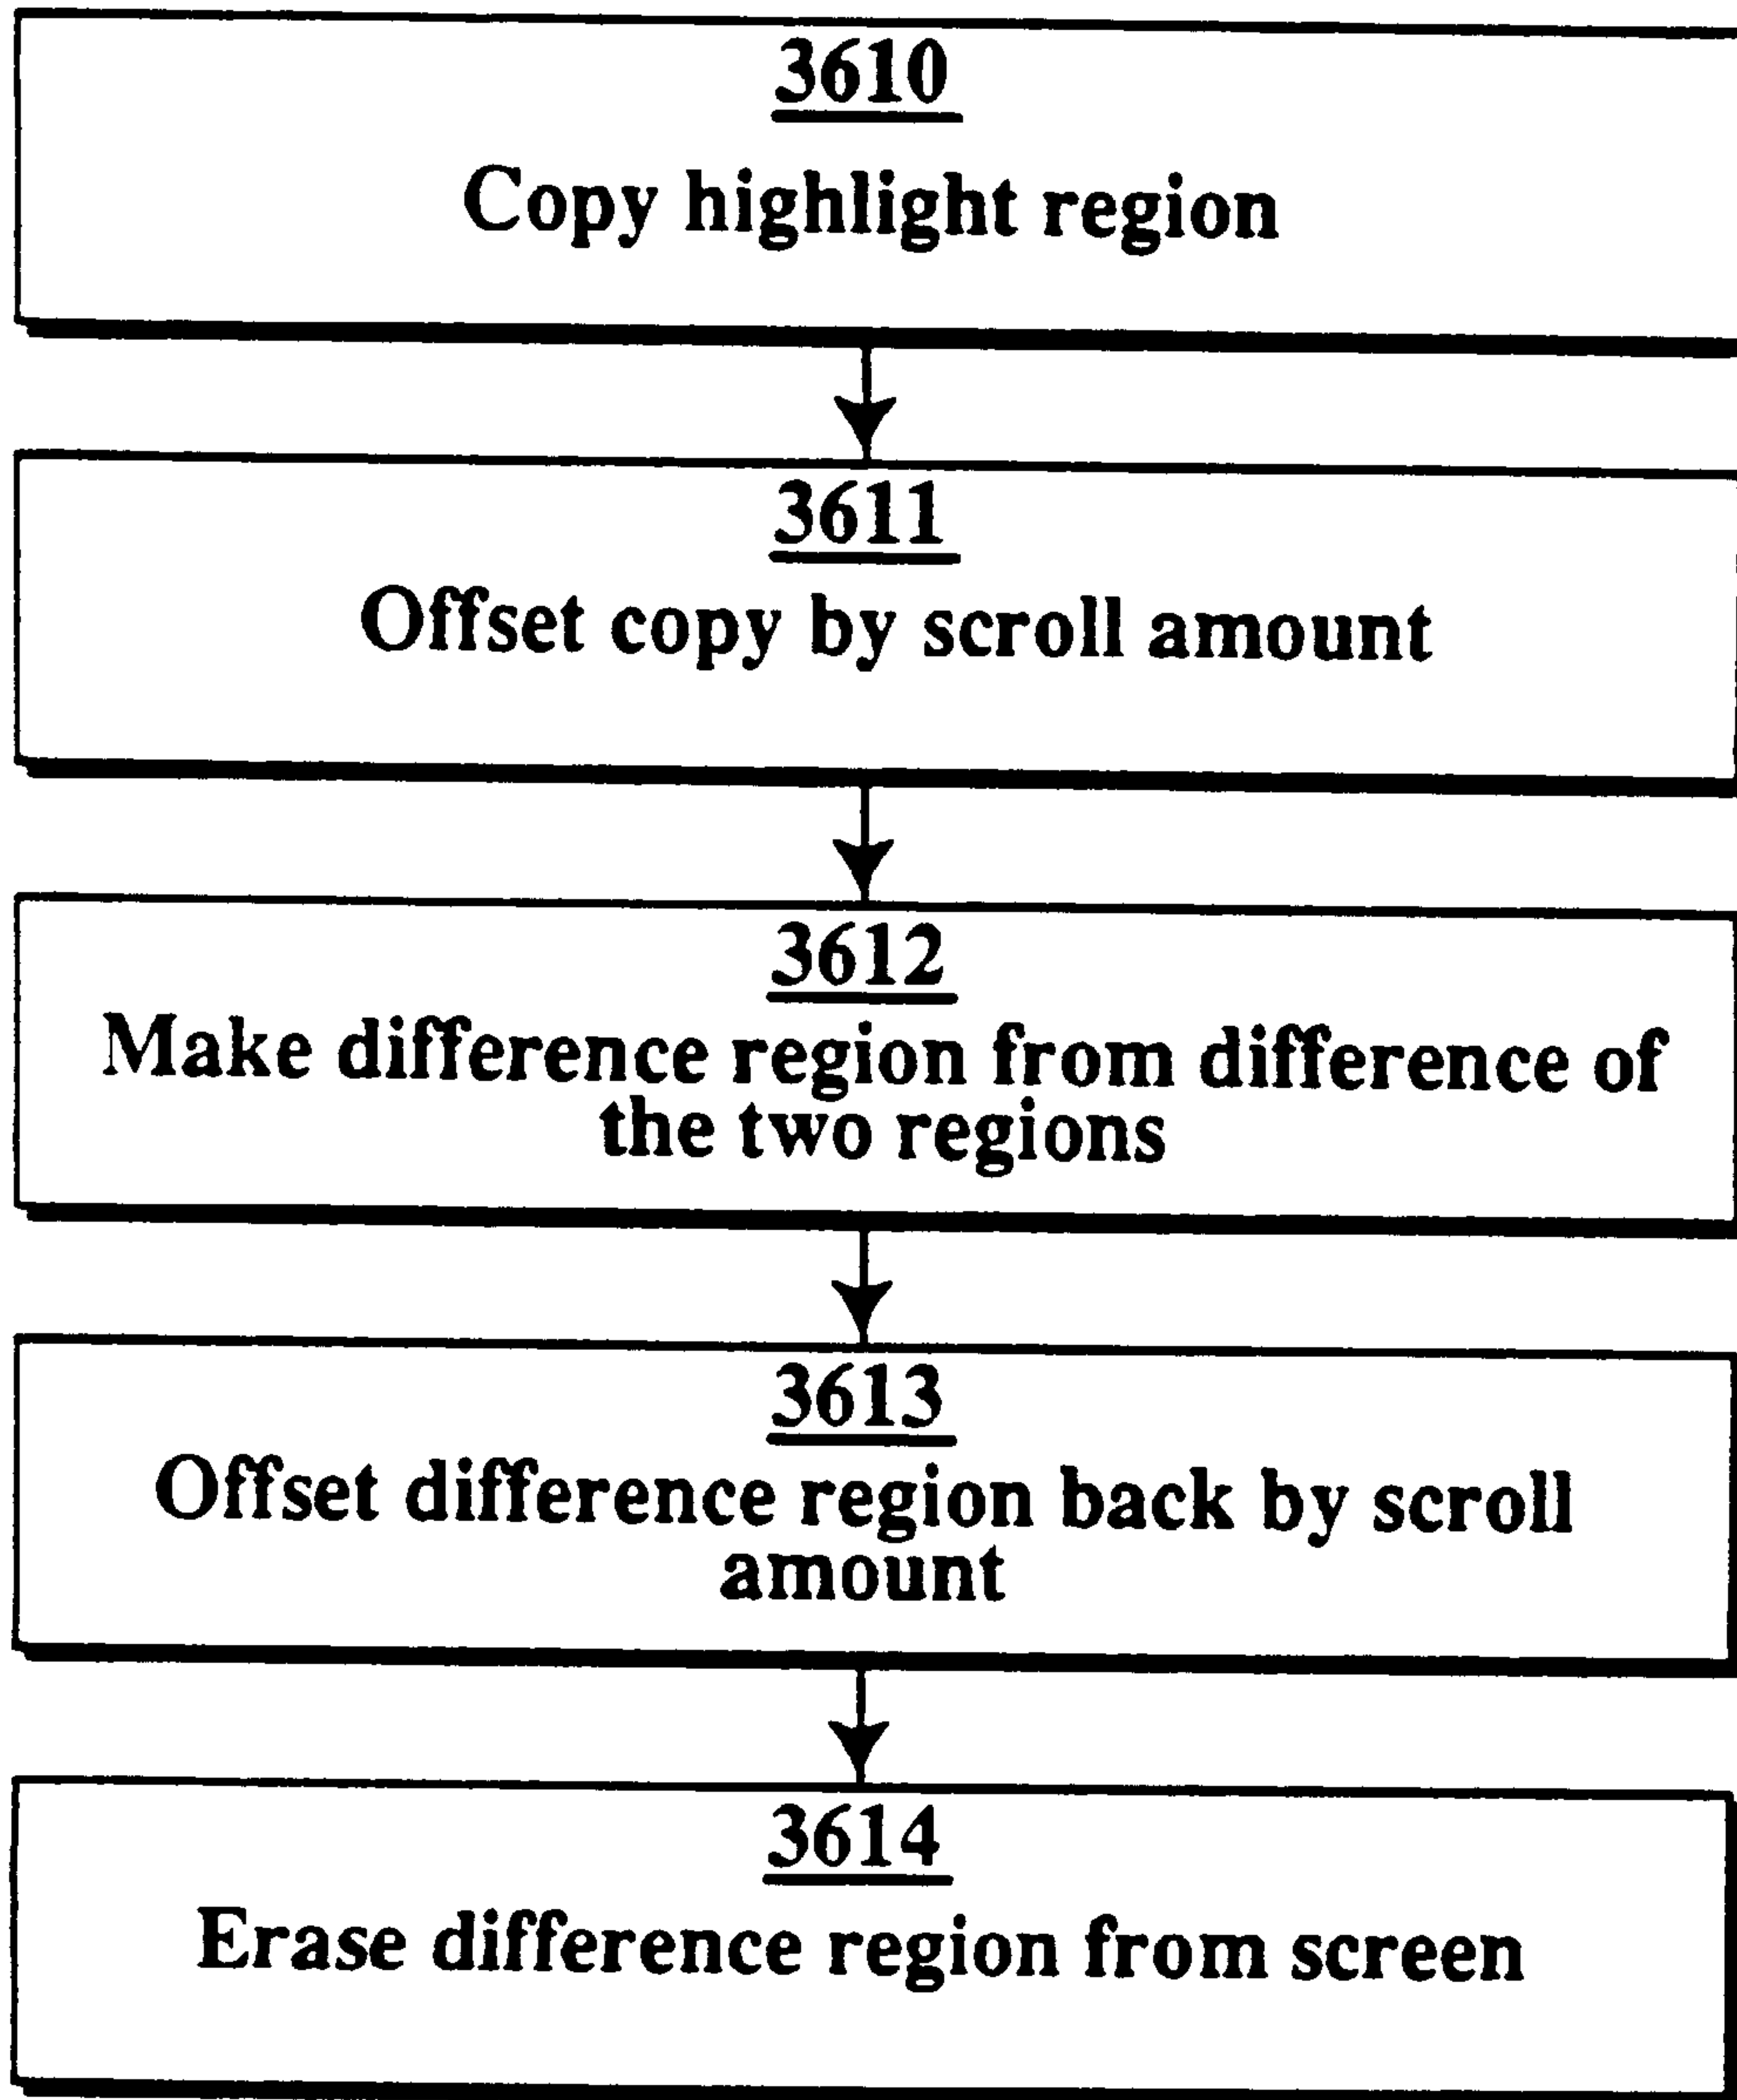 3610
Copy highlight region
3611
Offset copy by scroll amount
3612
Make difference region from difference of
the two regions
3613
Offset difference region back by scroll
amount
3614
Erase difference region from screen